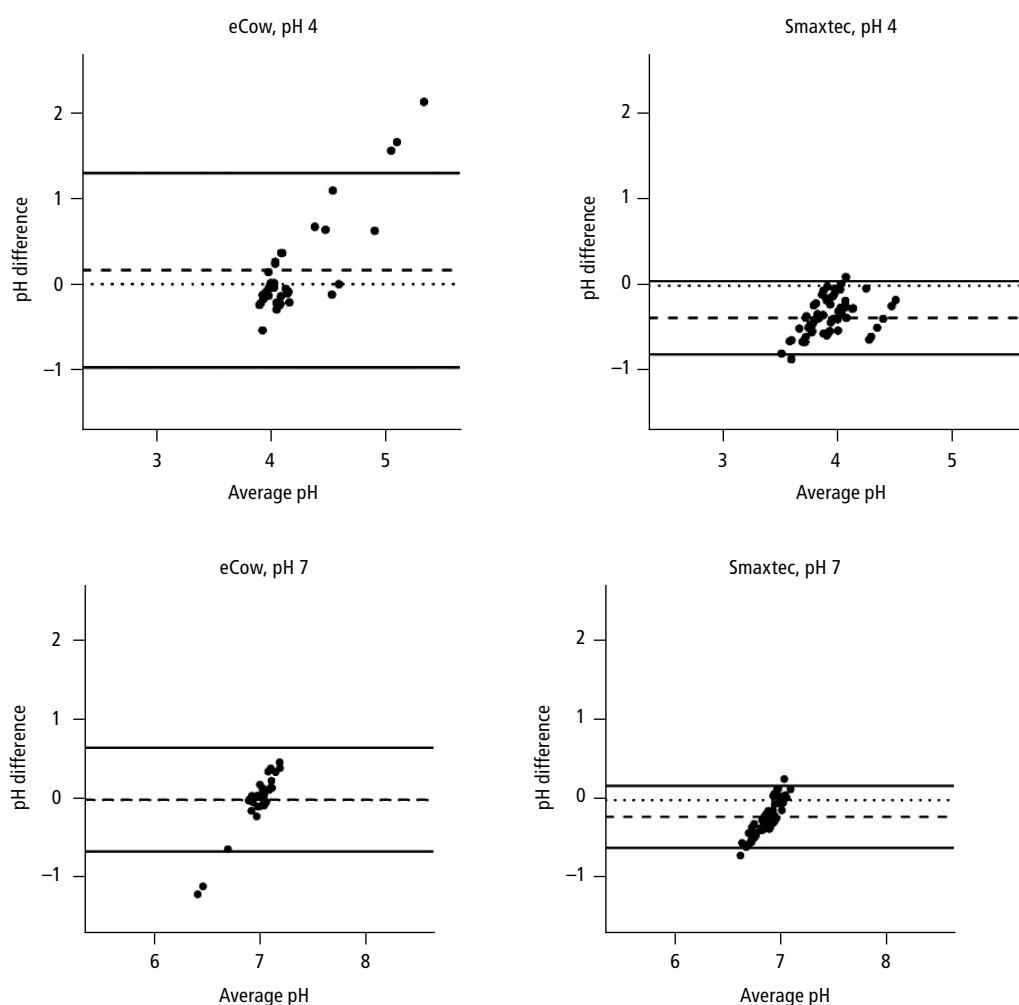 eCow, pH 4
2
1
0
−1
pH difference
3 4 5
Average pH
Smaxtec, pH 4
2
1
0
−1
pH difference
3 4 5
Average pH
eCow, pH 7
2
1
0
−1
pH difference
6 7 8
Average pH
Smaxtec, pH 7
2
1
0
−1
pH difference
6 7 8
Average pH